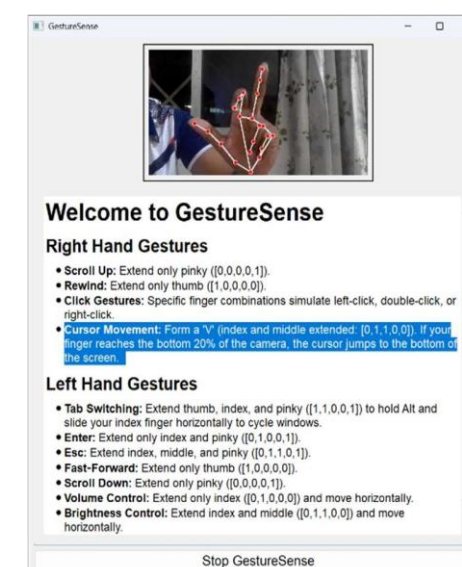 GestureSense
Welcome to GestureSense
Right Hand Gestures
• Scroll Up: Extend only pinky ([0,0,0,0,1]).
• Rewind: Extend only thumb ([1,0,0,0,0]).
• Click Gestures: Specific finger combinations simulate left-click, double-click, or
right-click.
• Cursor Movement: Form a 'V' (index and middle extended: [0,1,1,0,0]). If your
finger reaches the bottom 20% of the camera, the cursor jumps to the bottom of
the screen.
Left Hand Gestures
• Tab Switching: Extend thumb, index, and pinky ([1,1,0,0,1]) to hold Alt and
slide your index finger horizontally to cycle windows.
• Enter: Extend only index and pinky ([0,1,0,0,1]).
• Esc: Extend index, middle, and pinky ([0,1,1,0,1]).
• Fast-Forward: Extend only thumb ([1,0,0,0,0]).
• Scroll Down: Extend only pinky ([0,0,0,0,1]).
• Volume Control: Extend only index ([0,1,0,0,0]) and move horizontally.
• Brightness Control: Extend index and middle ([0,1,1,0,0]) and move
horizontally.
Stop GestureSense